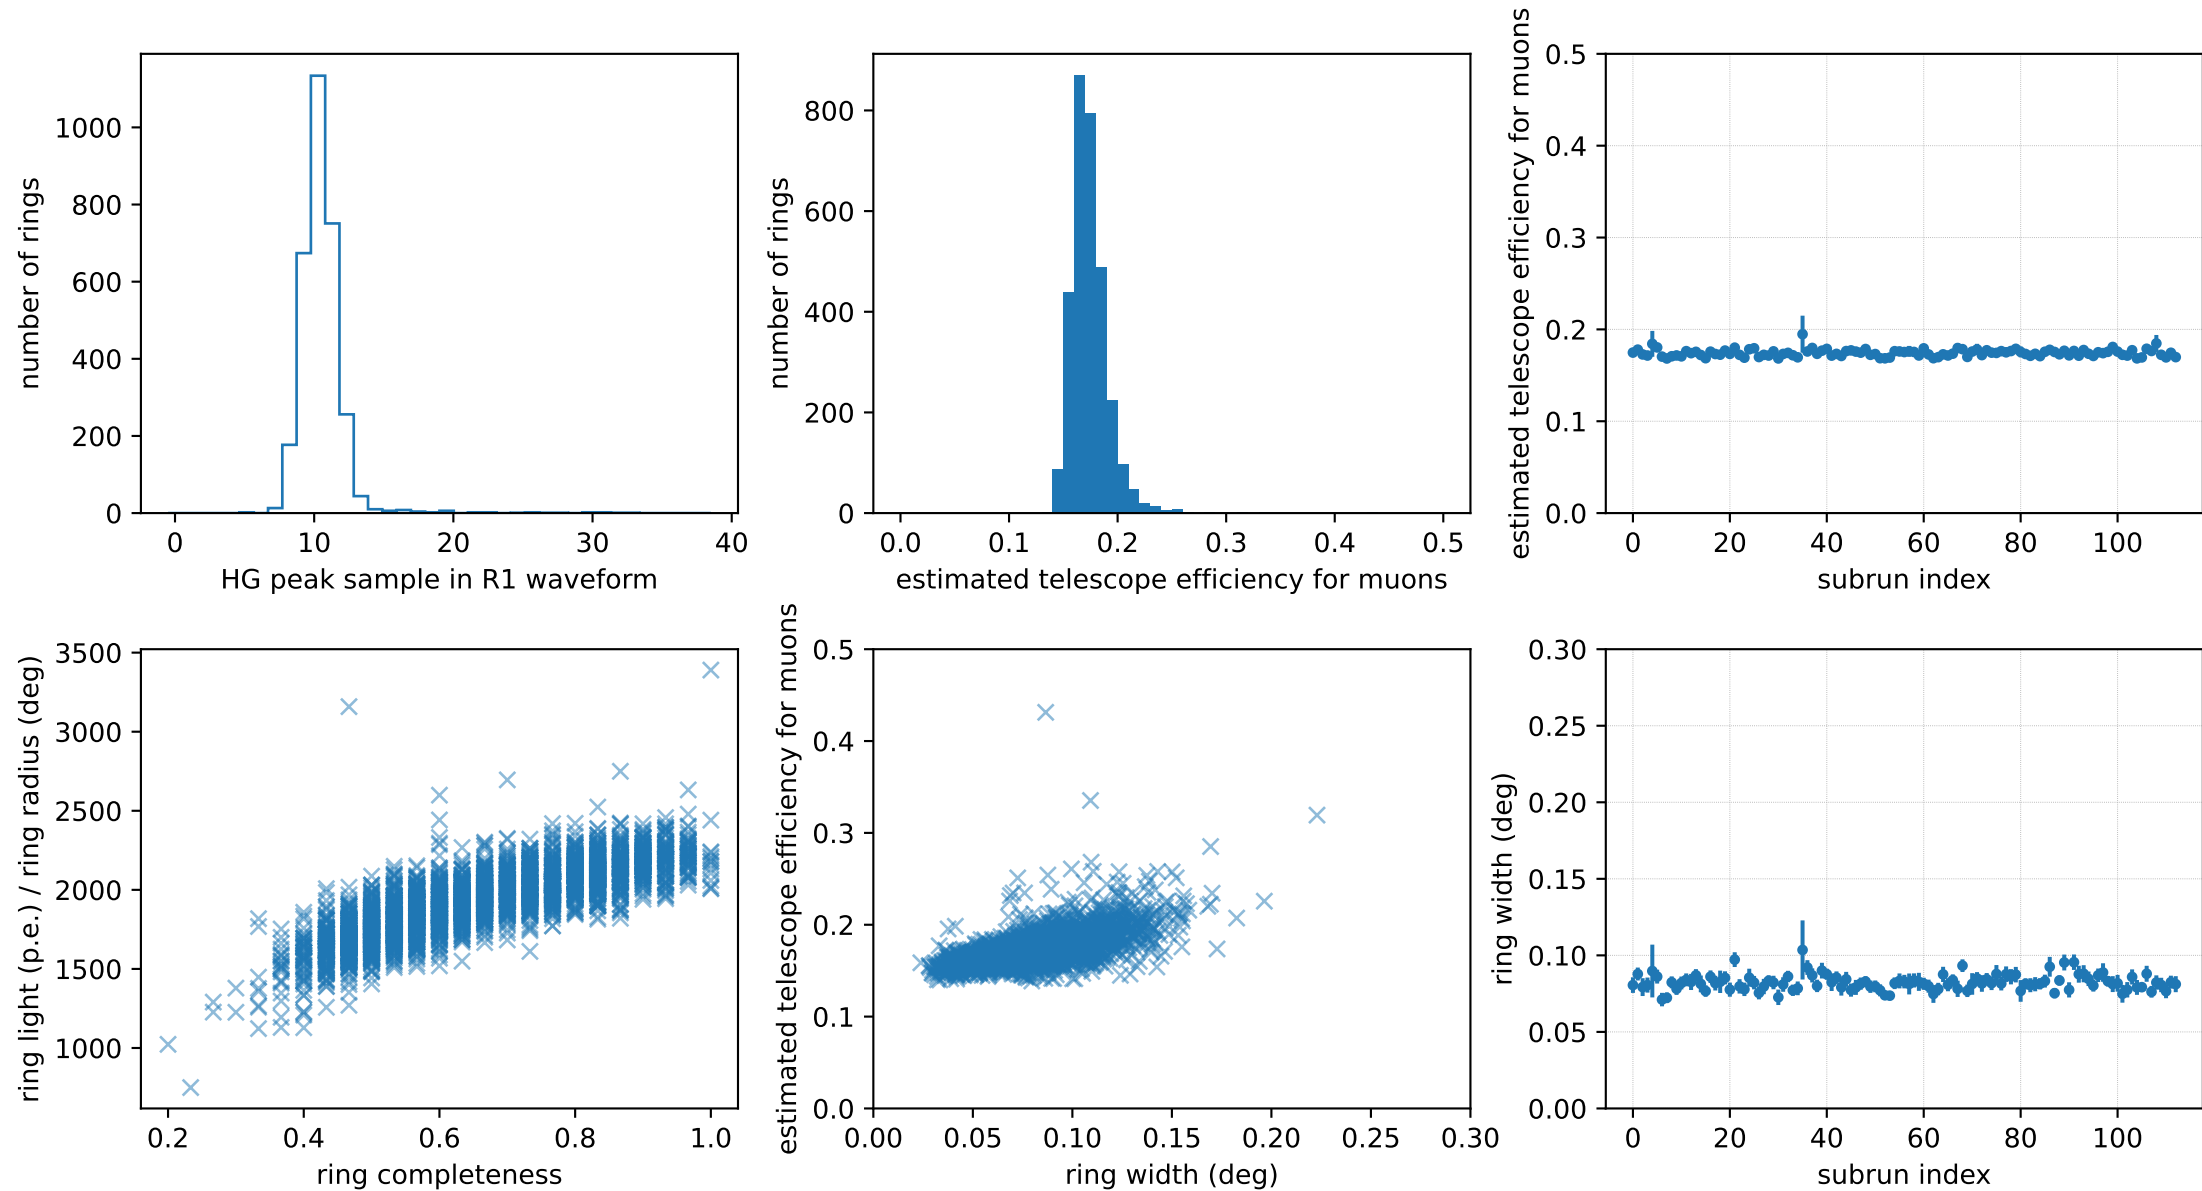 number of rings
1000
800
600
400
200
0
0 10 20 30 40
HG peak sample in R1 waveform
number of rings
800
600
400
200
0
0.0 0.1 0.2 0.3 0.4 0.5
estimated telescope efficiency for muons
estimated telescope efficiency for muons
0.5
0.4
0.3
0.2
0.1
0.0
0 20 40 60 80 100
subrun index
ring light (p.e.) / ring radius (deg)
3500
3000
2500
2000
1500
1000
0.2 0.4 0.6 0.8 1.0
ring completeness
estimated telescope efficiency for muons
0.5
0.4
0.3
0.2
0.1
0.0
0.00 0.05 0.10 0.15 0.20 0.25 0.30
ring width (deg)
ring width (deg)
0.30
0.25
0.20
0.15
0.10
0.05
0.00
0 20 40 60 80 100
subrun index